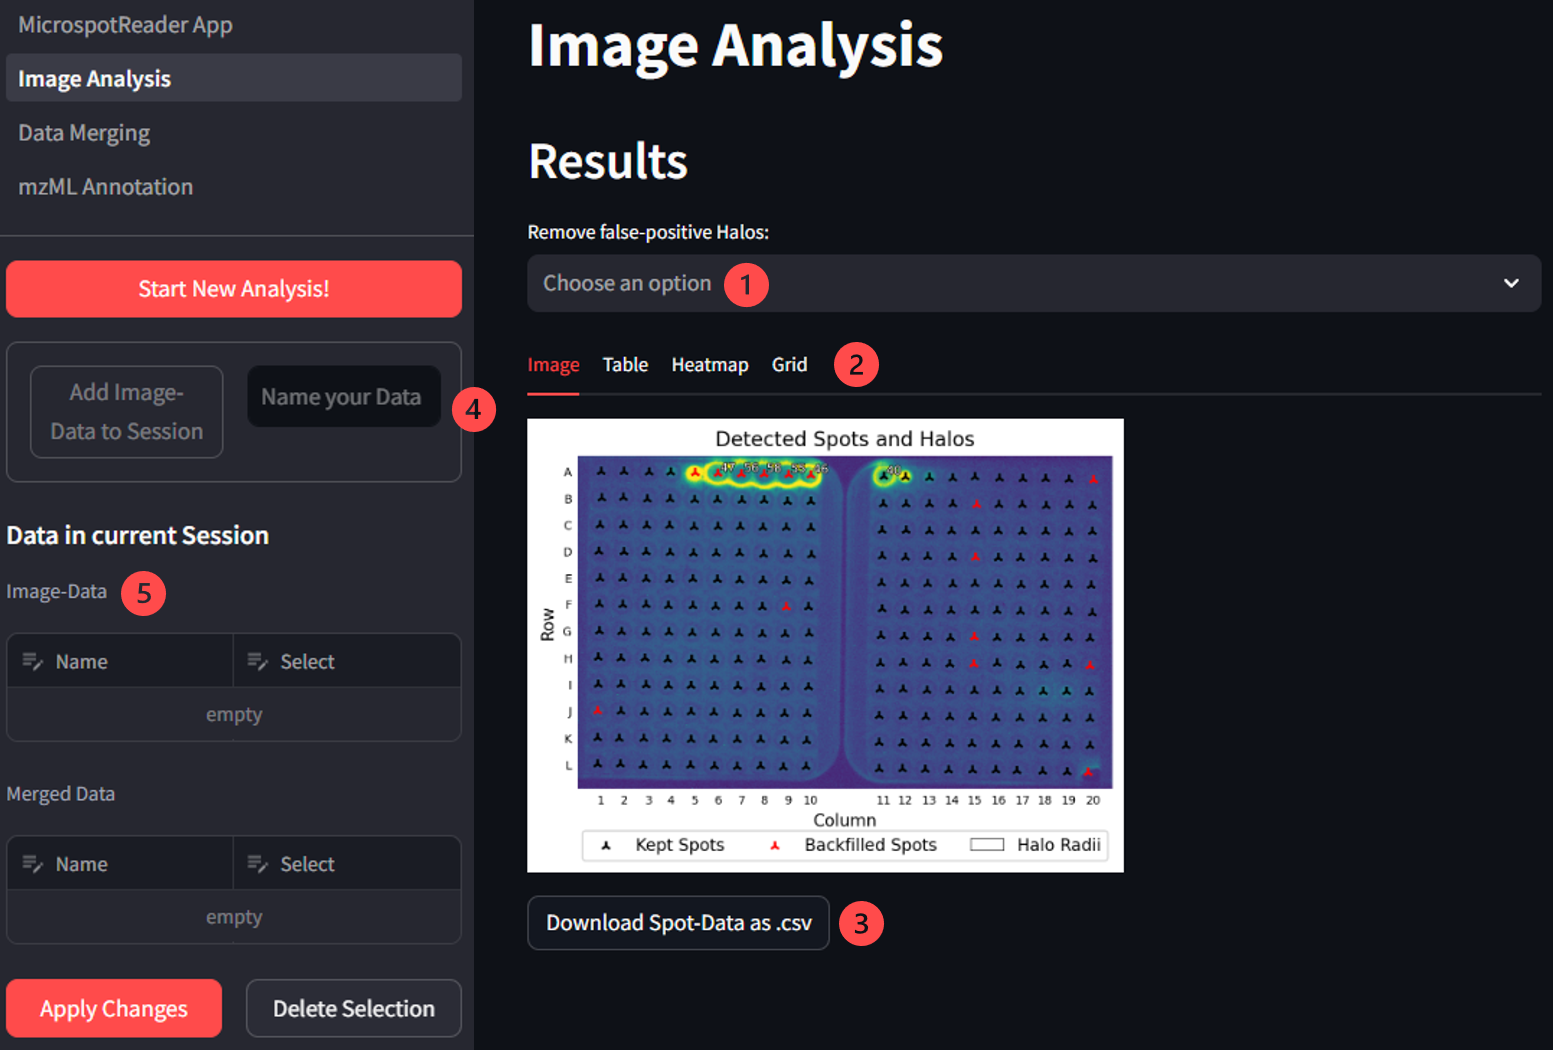 MicrospotReader App
Image Analysis
Data Merging
mzML Annotation
Start New Analysis!
Add Image-
Data to Session
Name your Data
4
Data in current Session
Image-Data
5
Name
Select
empty
Merged Data
Name
Select
empty
Apply Changes
Delete Selection
Image Analysis
Results
Remove false-positive Halos:
Choose an option
1
Image
Table
Heatmap
Grid
2
Detected Spots and Halos
A
B
C
D
E
F
G
H
I
J
K
L
Row
1 2 3 4 5 6 7 8 9 10 11 12 13 14 15 16 17 18 19 20
Column
Kept Spots
Backfilled Spots
Halo Radii
Download Spot-Data as .csv
3